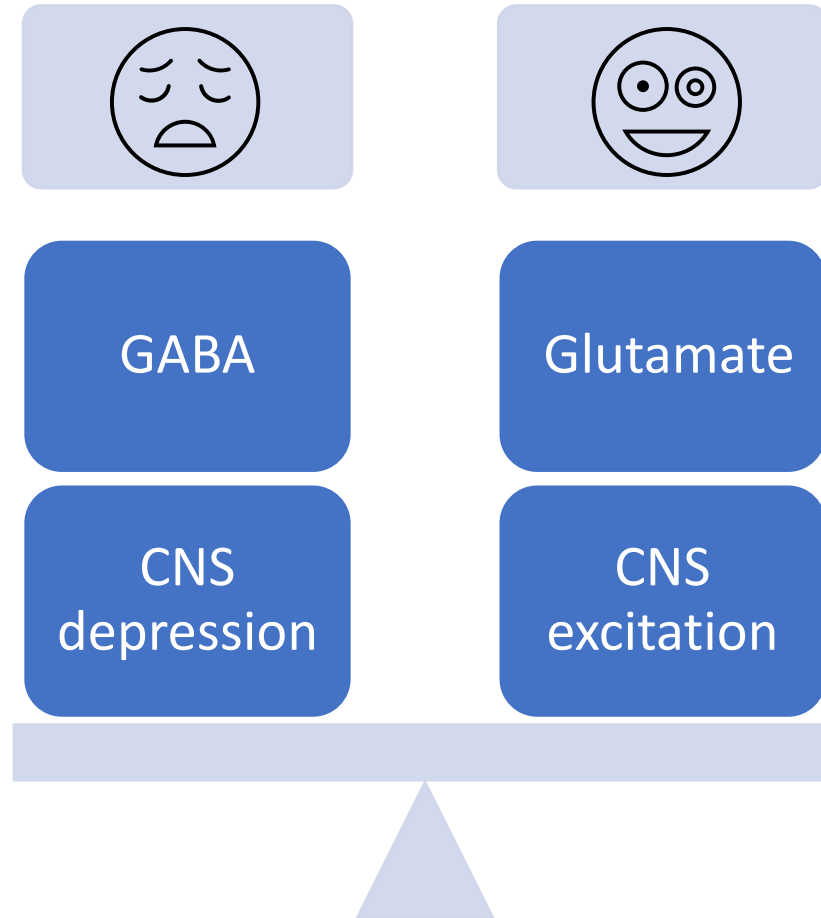 GABA
Glutamate
CNS
depression
CNS
excitation